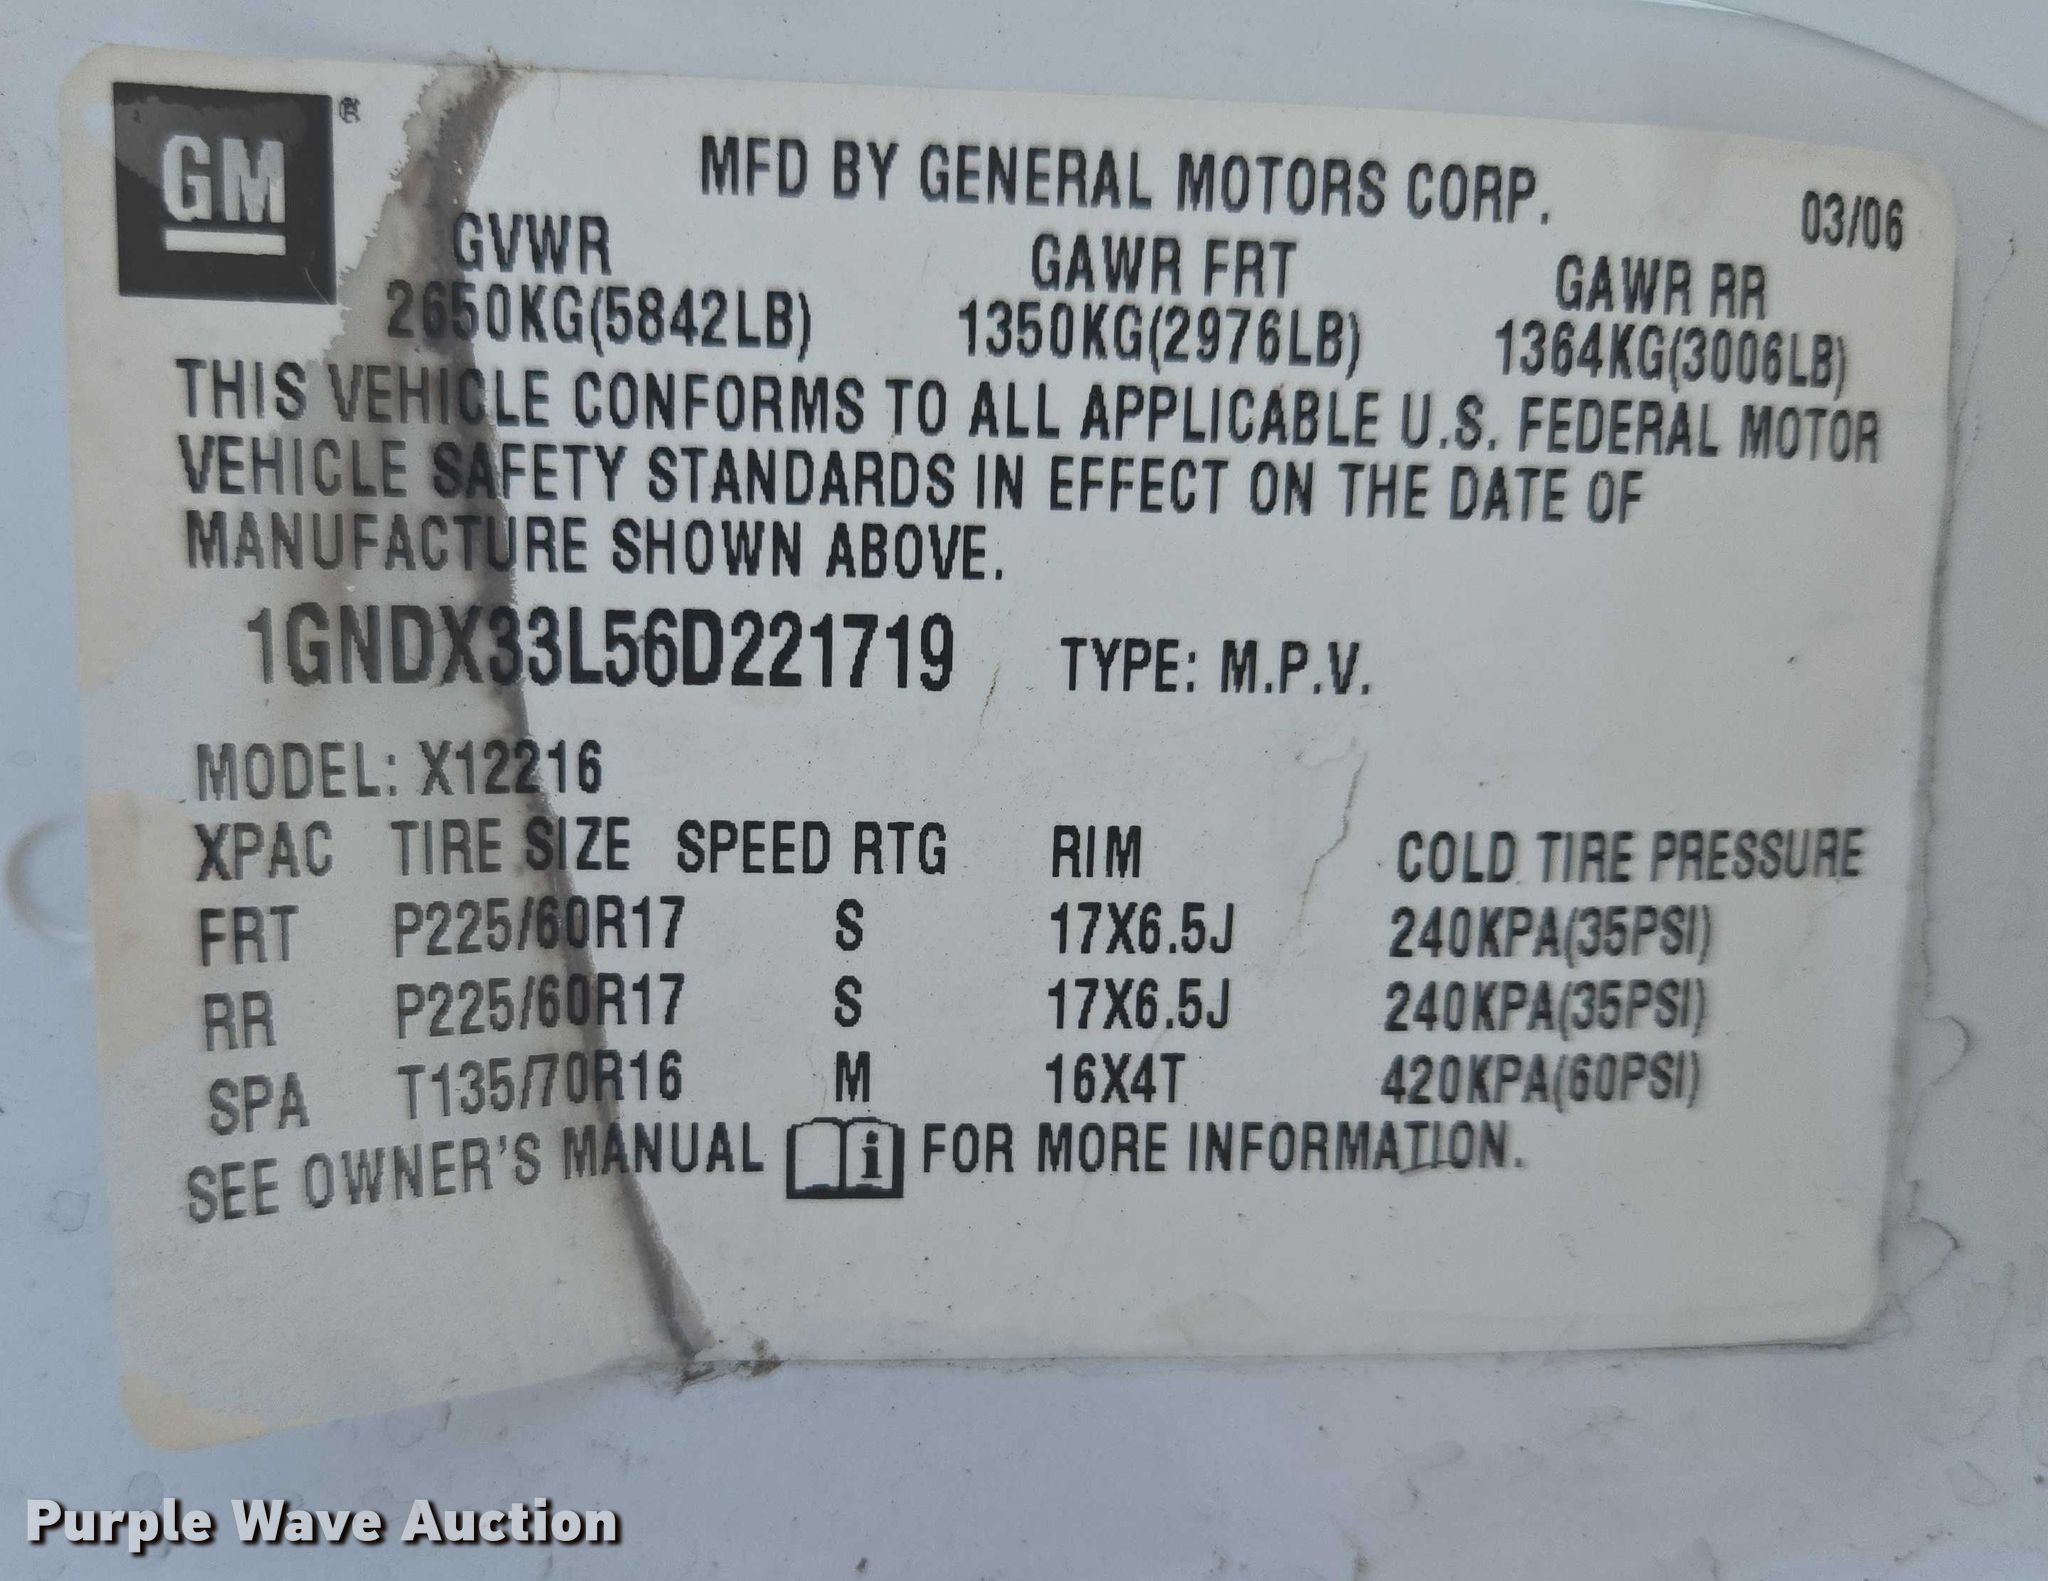 GM ®
MFD BY GENERAL MOTORS CORP.
03/06
GVWR GAWR FRT GAWR RR
2650KG(5842LB) 1350KG(2976LB) 1364KG(3006LB)
THIS VEHICLE CONFORMS TO ALL APPLICABLE U.S. FEDERAL MOTOR
VEHICLE SAFETY STANDARDS IN EFFECT ON THE DATE OF
MANUFACTURE SHOWN ABOVE.
1GNDX33L56D221719 TYPE: M.P.V.
MODEL: X12216
XPAC TIRE SIZE SPEED RTG RIM COLD TIRE PRESSURE
FRT P225/60R17 S 17X6.5J 240KPA(35PSI)
RR P225/60R17 S 17X6.5J 240KPA(35PSI)
SPA T135/70R16 M 16X4T 420KPA(60PSI)
SEE OWNER'S MANUAL i FOR MORE INFORMATION.
Purple Wave Auction